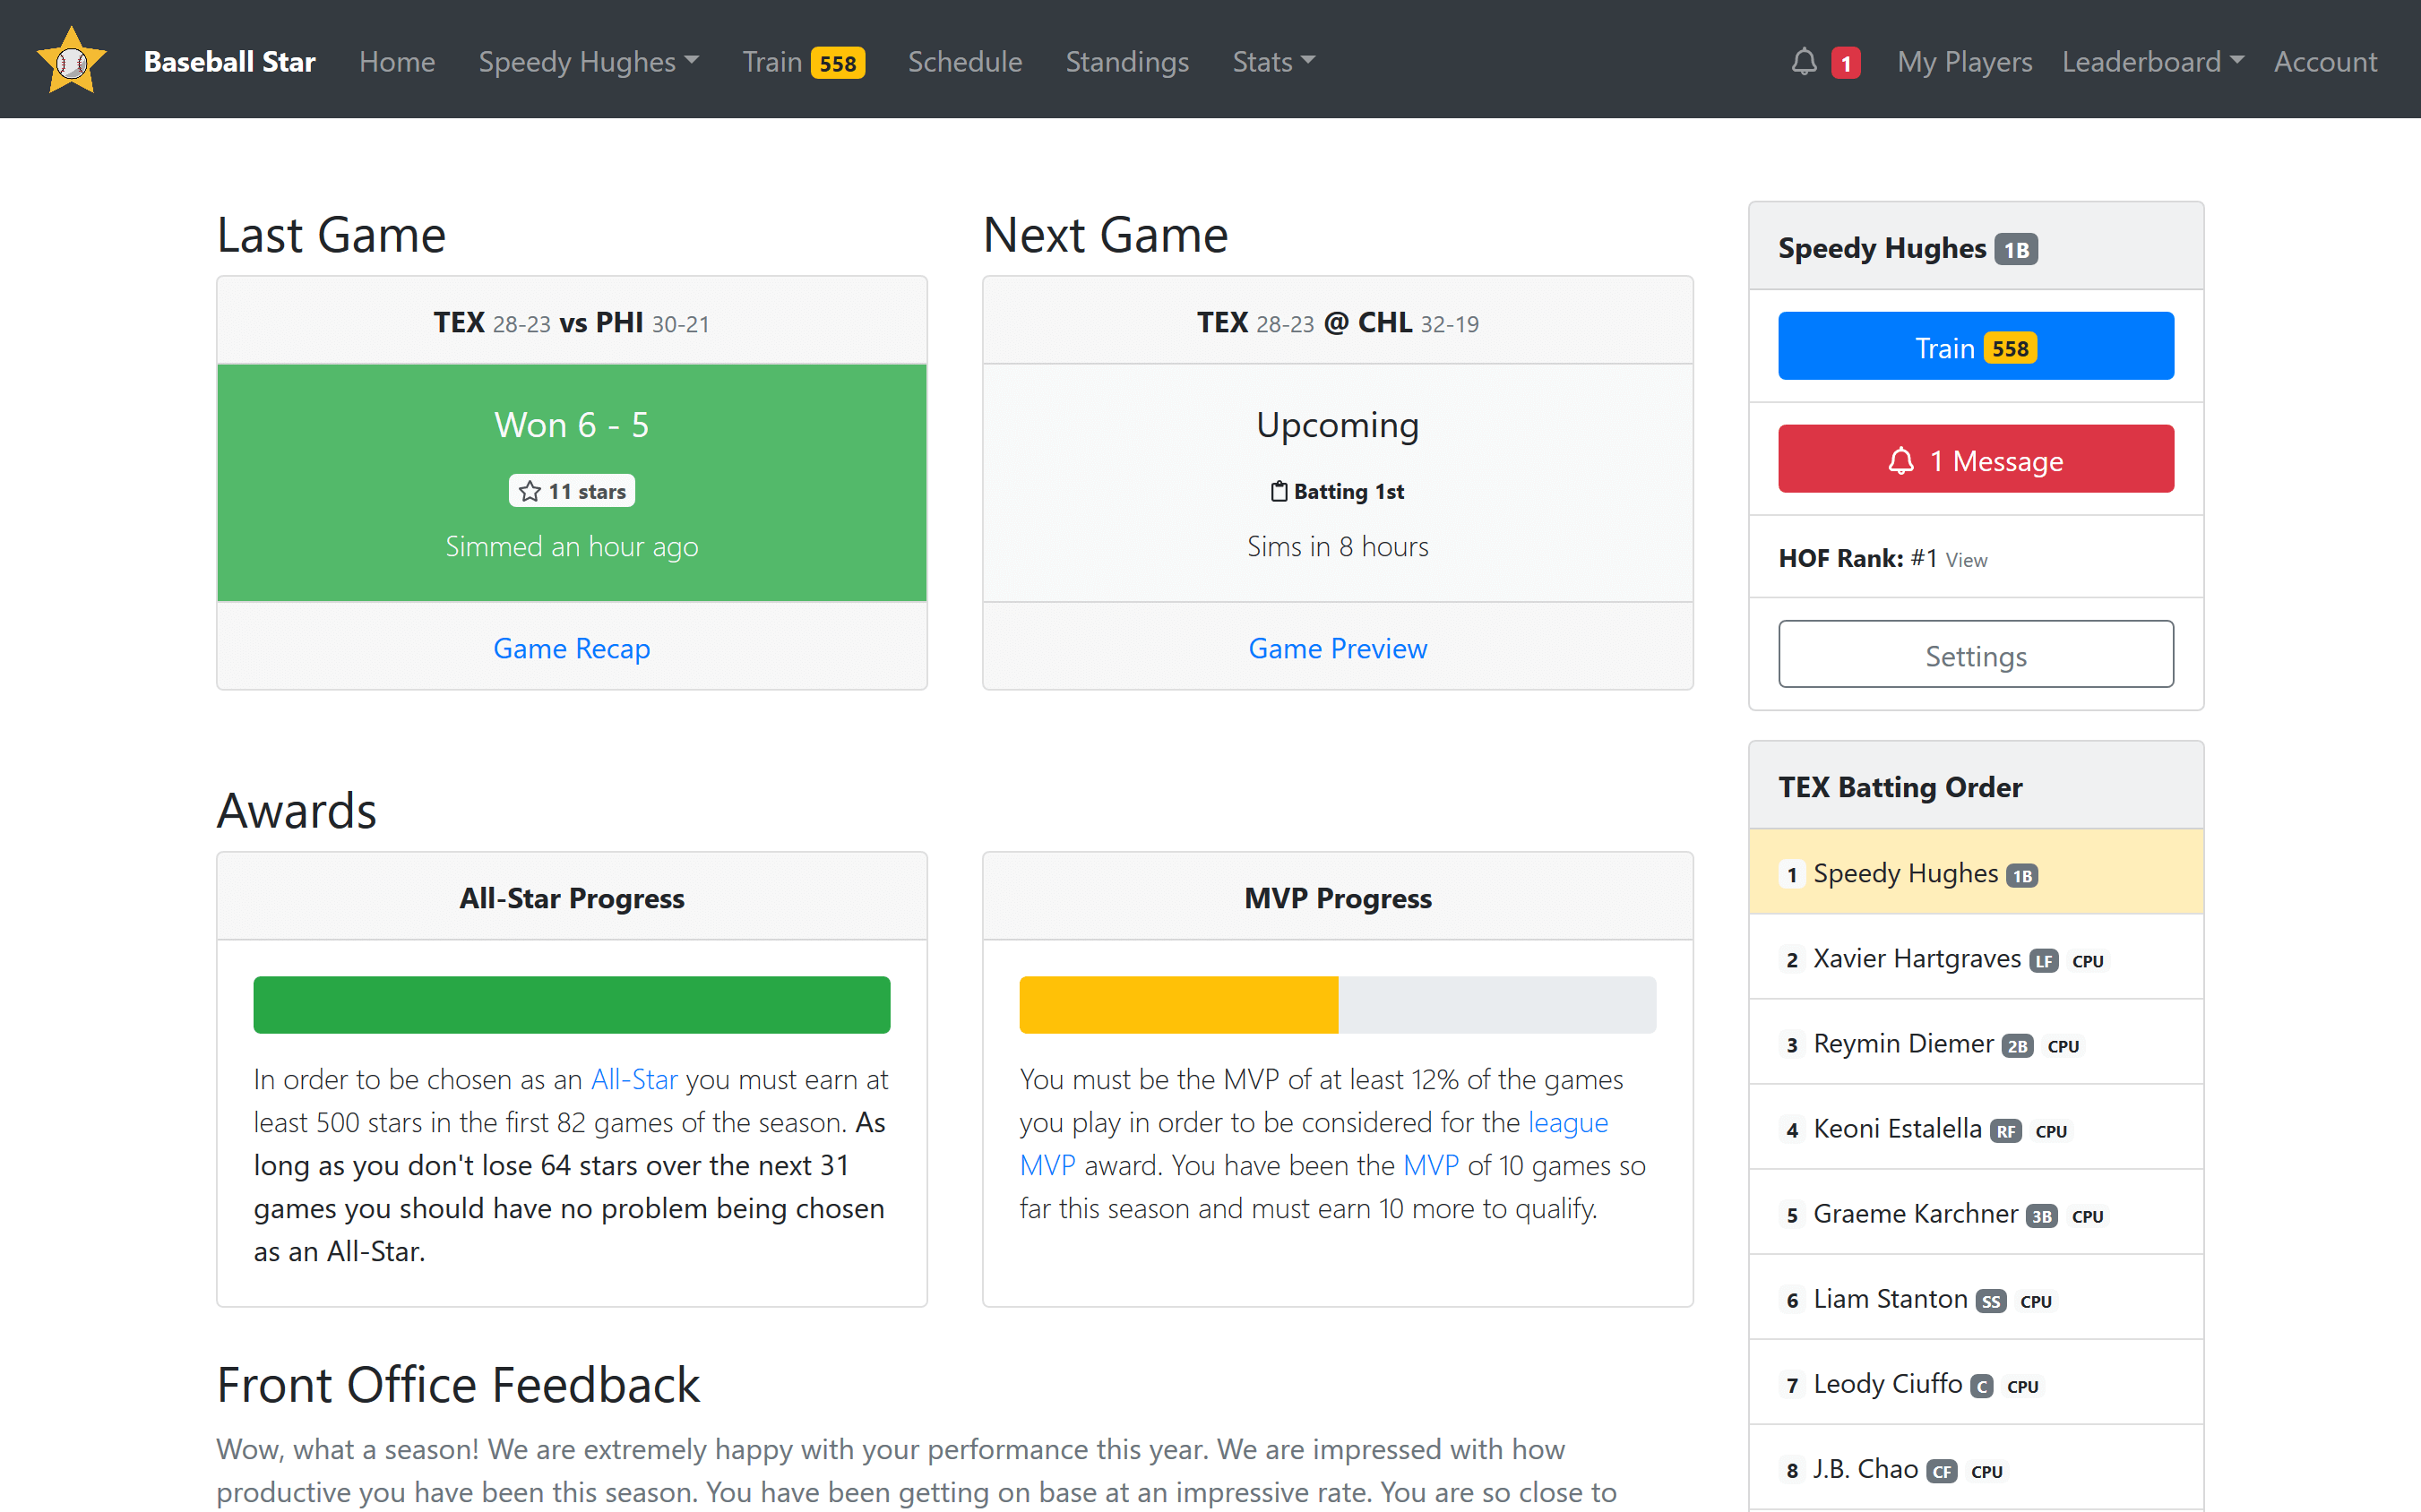 Baseball Star Home Speedy Hughes Train 558 Schedule Standings Stats 1 My Players Leaderboard Account
Last Game
TEX 28-23 vs PHI 30-21
Won 6 - 5
11 stars
Simmed an hour ago
Game Recap
Next Game
TEX 28-23 @ CHL 32-19
Upcoming
Batting 1st
Sims in 8 hours
Game Preview
Awards
All-Star Progress
In order to be chosen as an All-Star you must earn at
least 500 stars in the first 82 games of the season. As
long as you don't lose 64 stars over the next 31
games you should have no problem being chosen
as an All-Star.
MVP Progress
You must be the MVP of at least 12% of the games
you play in order to be considered for the league
MVP award. You have been the MVP of 10 games so
far this season and must earn 10 more to qualify.
Front Office Feedback
Wow, what a season! We are extremely happy with your performance this year. We are impressed with how
productive you have been this season. You have been getting on base at an impressive rate. You are so close to
Speedy Hughes 1B
Train 558
1 Message
HOF Rank: #1 View
Settings
TEX Batting Order
1 Speedy Hughes 1B
2 Xavier Hartgraves LF CPU
3 Reymin Diemer 2B CPU
4 Keoni Estalella RF CPU
5 Graeme Karchner 3B CPU
6 Liam Stanton SS CPU
7 Leody Ciuffo C CPU
8 J.B. Chao CF CPU